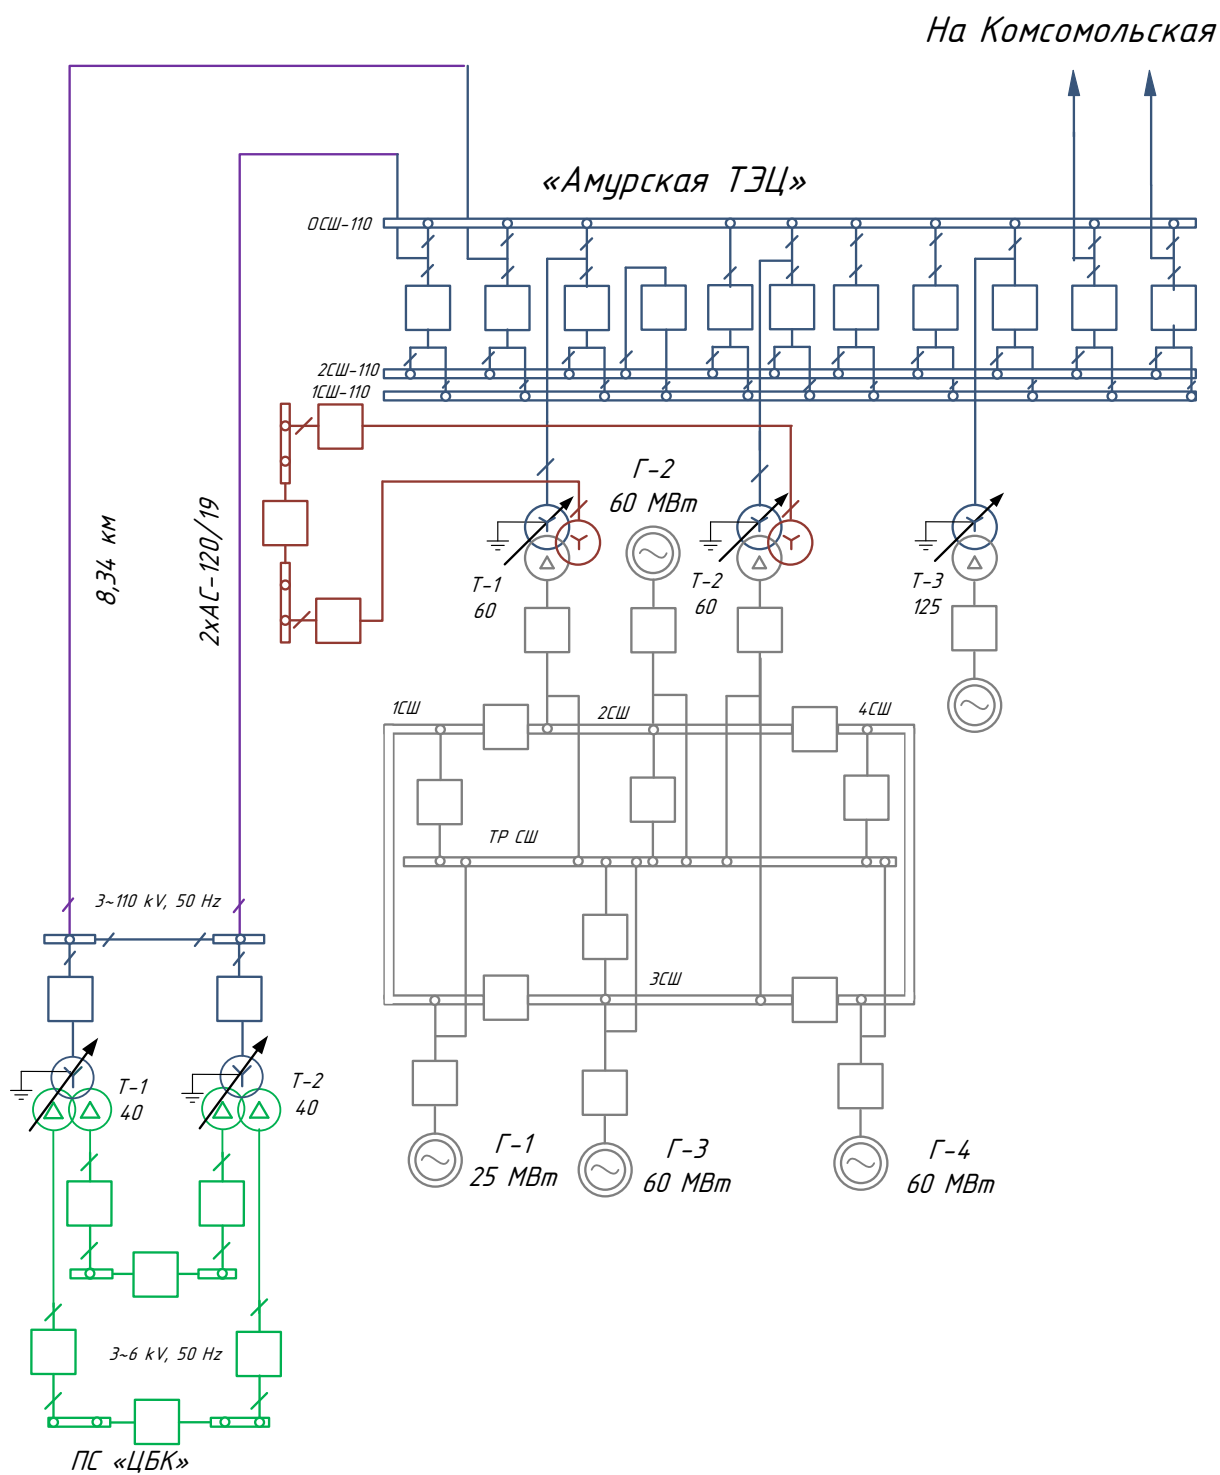 На Комсомольская
«Амурская ТЭЦ»
ОСШ-110
2СШ-110
1СШ-110
8,34 км
2хАС-120/19
Г-2
60 МВт
Т-1
60
Т-2
60
Т-3
125
1СШ
2СШ
4СШ
ТР СШ
3СШ
3~110 kV, 50 Hz
Т-1
40
Т-2
40
Г-1
25 МВт
Г-3
60 МВт
Г-4
60 МВт
3~6 kV, 50 Hz
ПС «ЦБК»